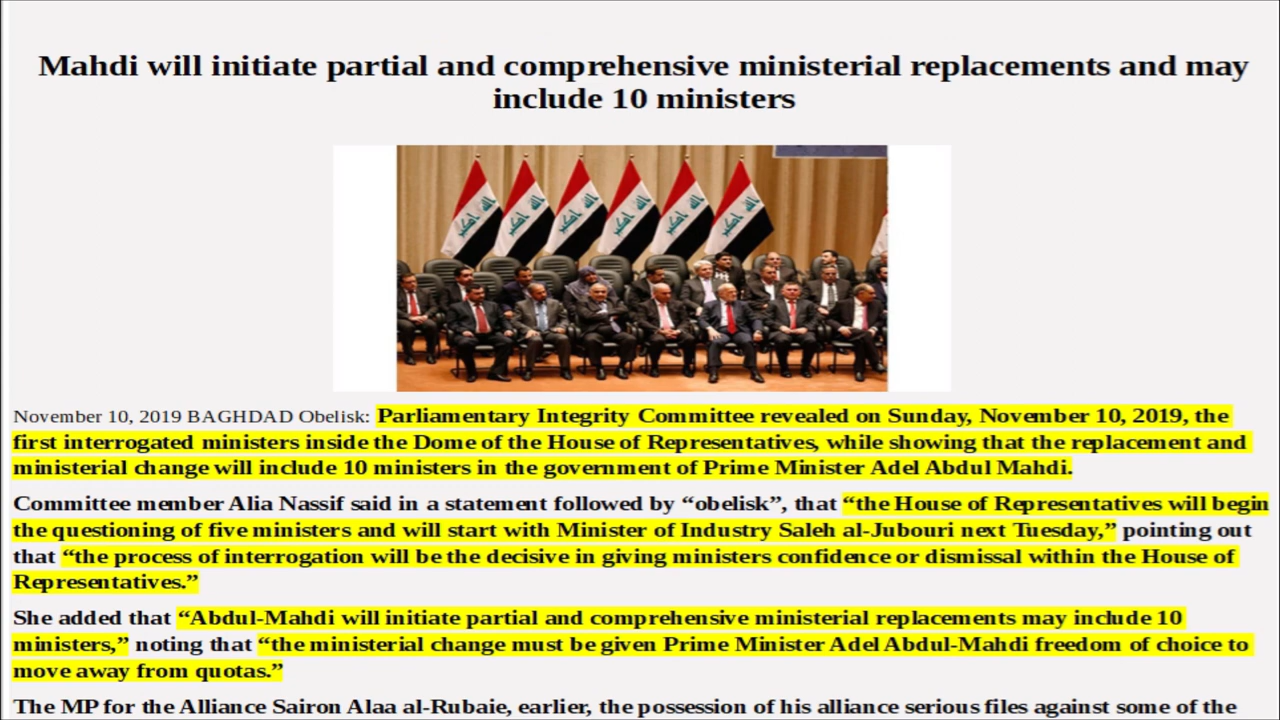 Mahdi will initiate partial and comprehensive ministerial replacements and may
include 10 ministers
November 10, 2019 BAGHDAD Obelisk: Parliamentary Integrity Committee revealed on Sunday, November 10, 2019, the
first interrogated ministers inside the Dome of the House of Representatives, while showing that the replacement and
ministerial change will include 10 ministers in the government of Prime Minister Adel Abdul Mahdi.
Committee member Alia Nassif said in a statement followed by “obelisk”, that “the House of Representatives will begin
the questioning of five ministers and will start with Minister of Industry Saleh al-Jubouri next Tuesday,” pointing out
that “the process of interrogation will be the decisive in giving ministers confidence or dismissal within the House of
Representatives.”
She added that “Abdul-Mahdi will initiate partial and comprehensive ministerial replacements may include 10
ministers,” noting that “the ministerial change must be given Prime Minister Adel Abdul-Mahdi freedom of choice to
move away from quotas.”
The MP for the Alliance Sairon Alaa al-Rubaie, earlier, the possession of his alliance serious files against some of the